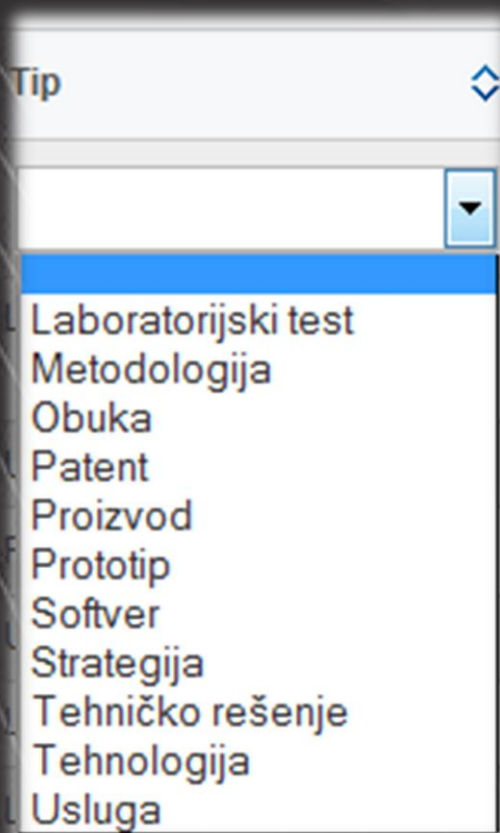 Tip
Laboratorijski test
Metodologija
Obuka
Patent
Proizvod
Prototip
Softver
Strategija
Tehničko rešenje
Tehnologija
Usluga